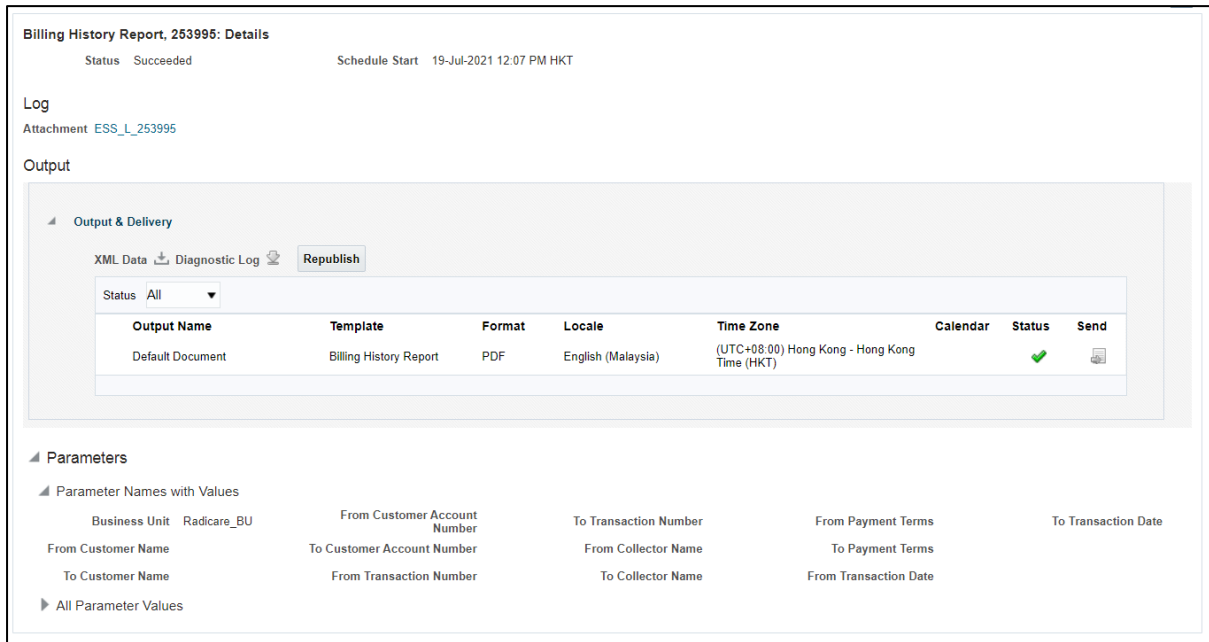 Billing History Report, 253995: Details
Status Succeeded Schedule Start 19-Jul-2021 12:07 PM HKT
Log
Attachment ESS_L_253995
Output
Output & Delivery
XML Data Diagnostic Log Republish
Status All
Output Name Template Format Locale Time Zone Calendar Status Send
Default Document Billing History Report PDF English (Malaysia) (UTC+08:00) Hong Kong - Hong Kong
Time (HKT)
Parameters
Parameter Names with Values
Business Unit Radicare_BU From Customer Account
Number To Transaction Number From Payment Terms To Transaction Date
From Customer Name To Customer Account Number From Collector Name To Payment Terms
To Customer Name From Transaction Number To Collector Name From Transaction Date
All Parameter Values